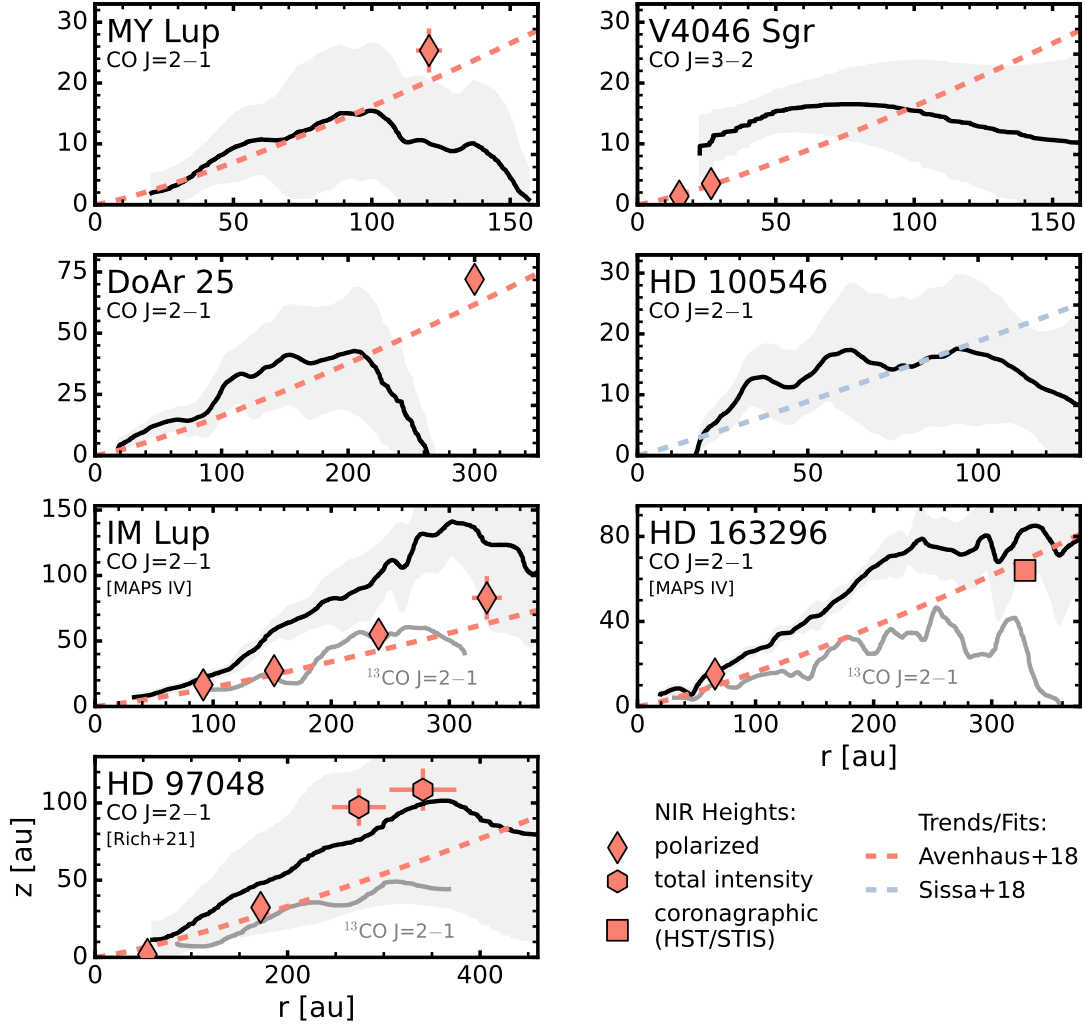 MY Lup
CO J=2−1
30
20
10
0
0 50 100 150
V4046 Sgr
CO J=3−2
30
20
10
0
0 50 100 150
DoAr 25
CO J=2−1
75
50
25
0
0 100 200 300
HD 100546
CO J=2−1
30
20
10
0
0 50 100
IM Lup
CO J=2−1
[MAPS IV]
150
100
50
0
¹³CO J=2−1
0 100 200 300
HD 163296
CO J=2−1
[MAPS IV]
80
40
0
¹³CO J=2−1
0 100 200 300
r [au]
HD 97048
CO J=2−1
[Rich+21]
100
50
0
z [au]
¹³CO J=2−1
0 200 400
r [au]
NIR Heights:
polarized
total intensity
coronagraphic
(HST/STIS)
Trends/Fits:
Avenhaus+18
Sissa+18